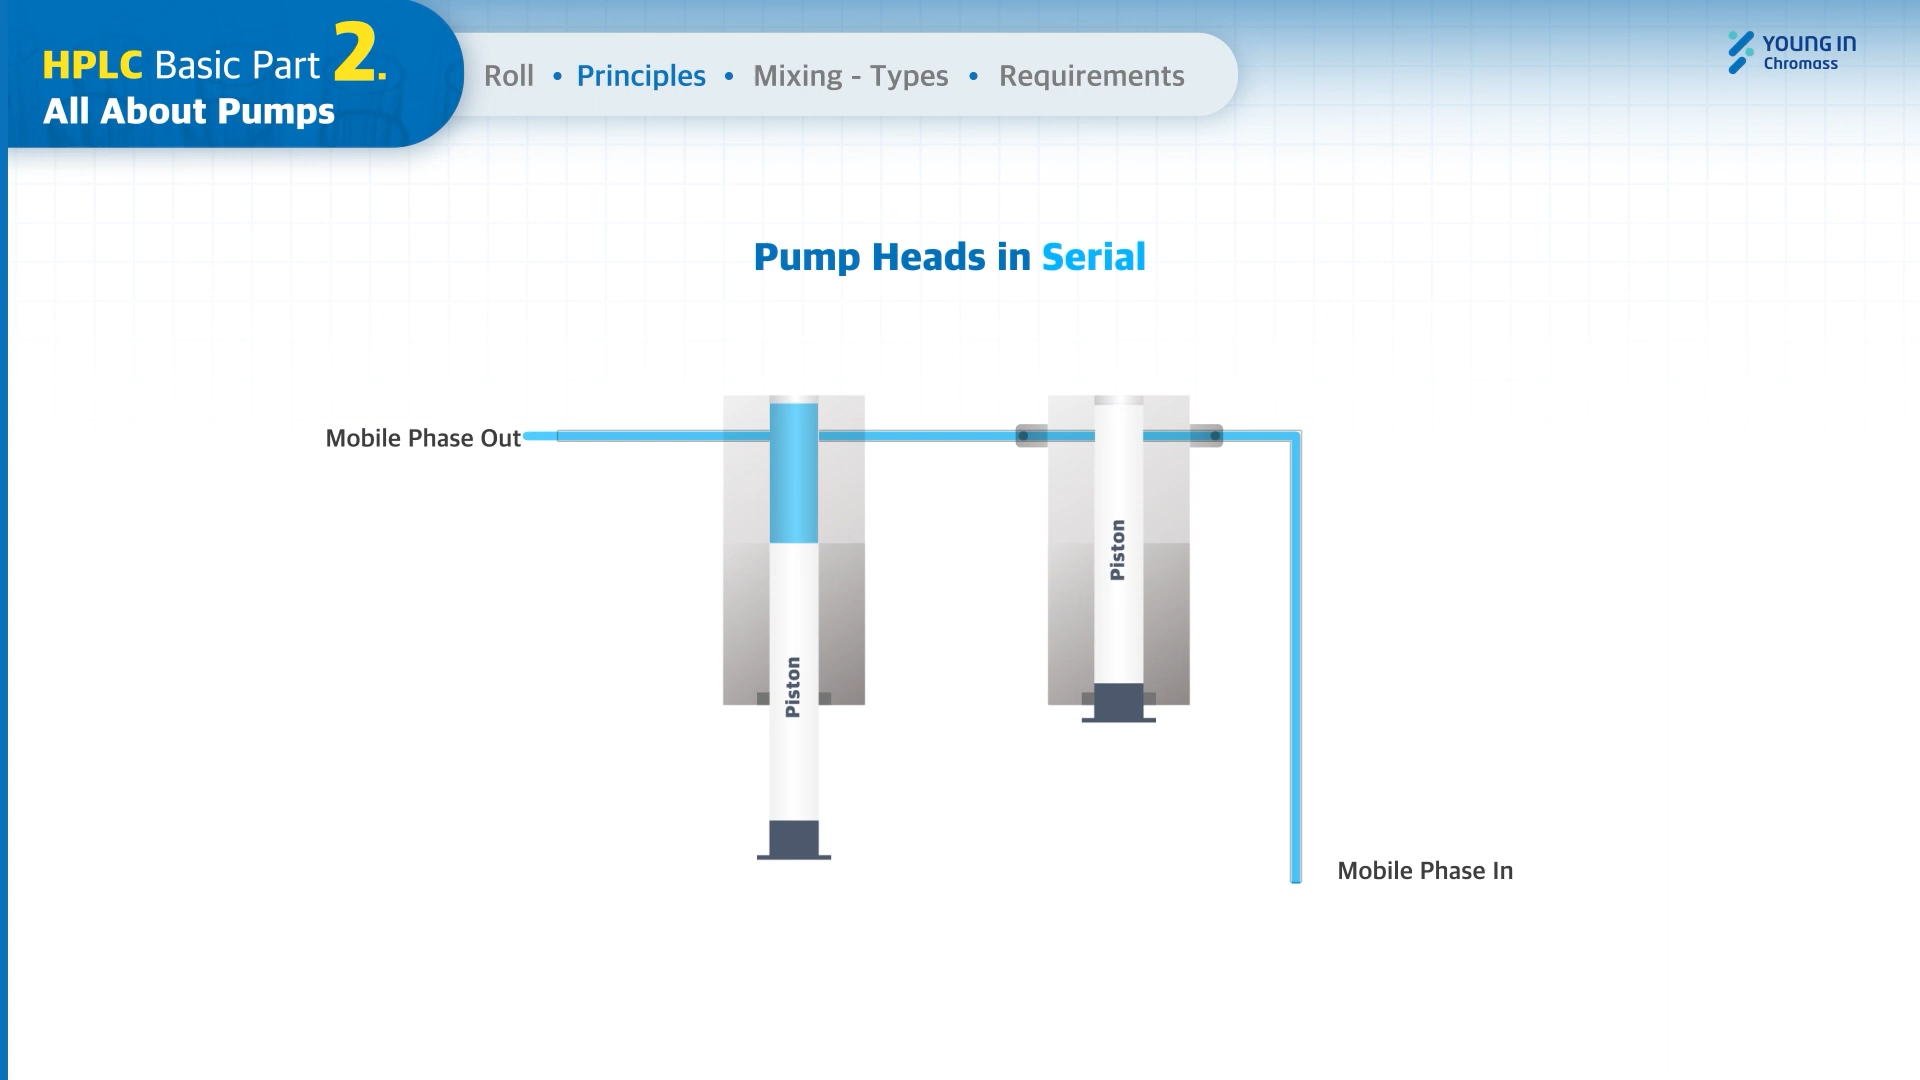 HPLC Basic Part 2.
All About Pumps
Roll • Principles • Mixing - Types • Requirements
YOUNG IN
Chromass
Pump Heads in Serial
Mobile Phase Out
Piston
Piston
Mobile Phase In